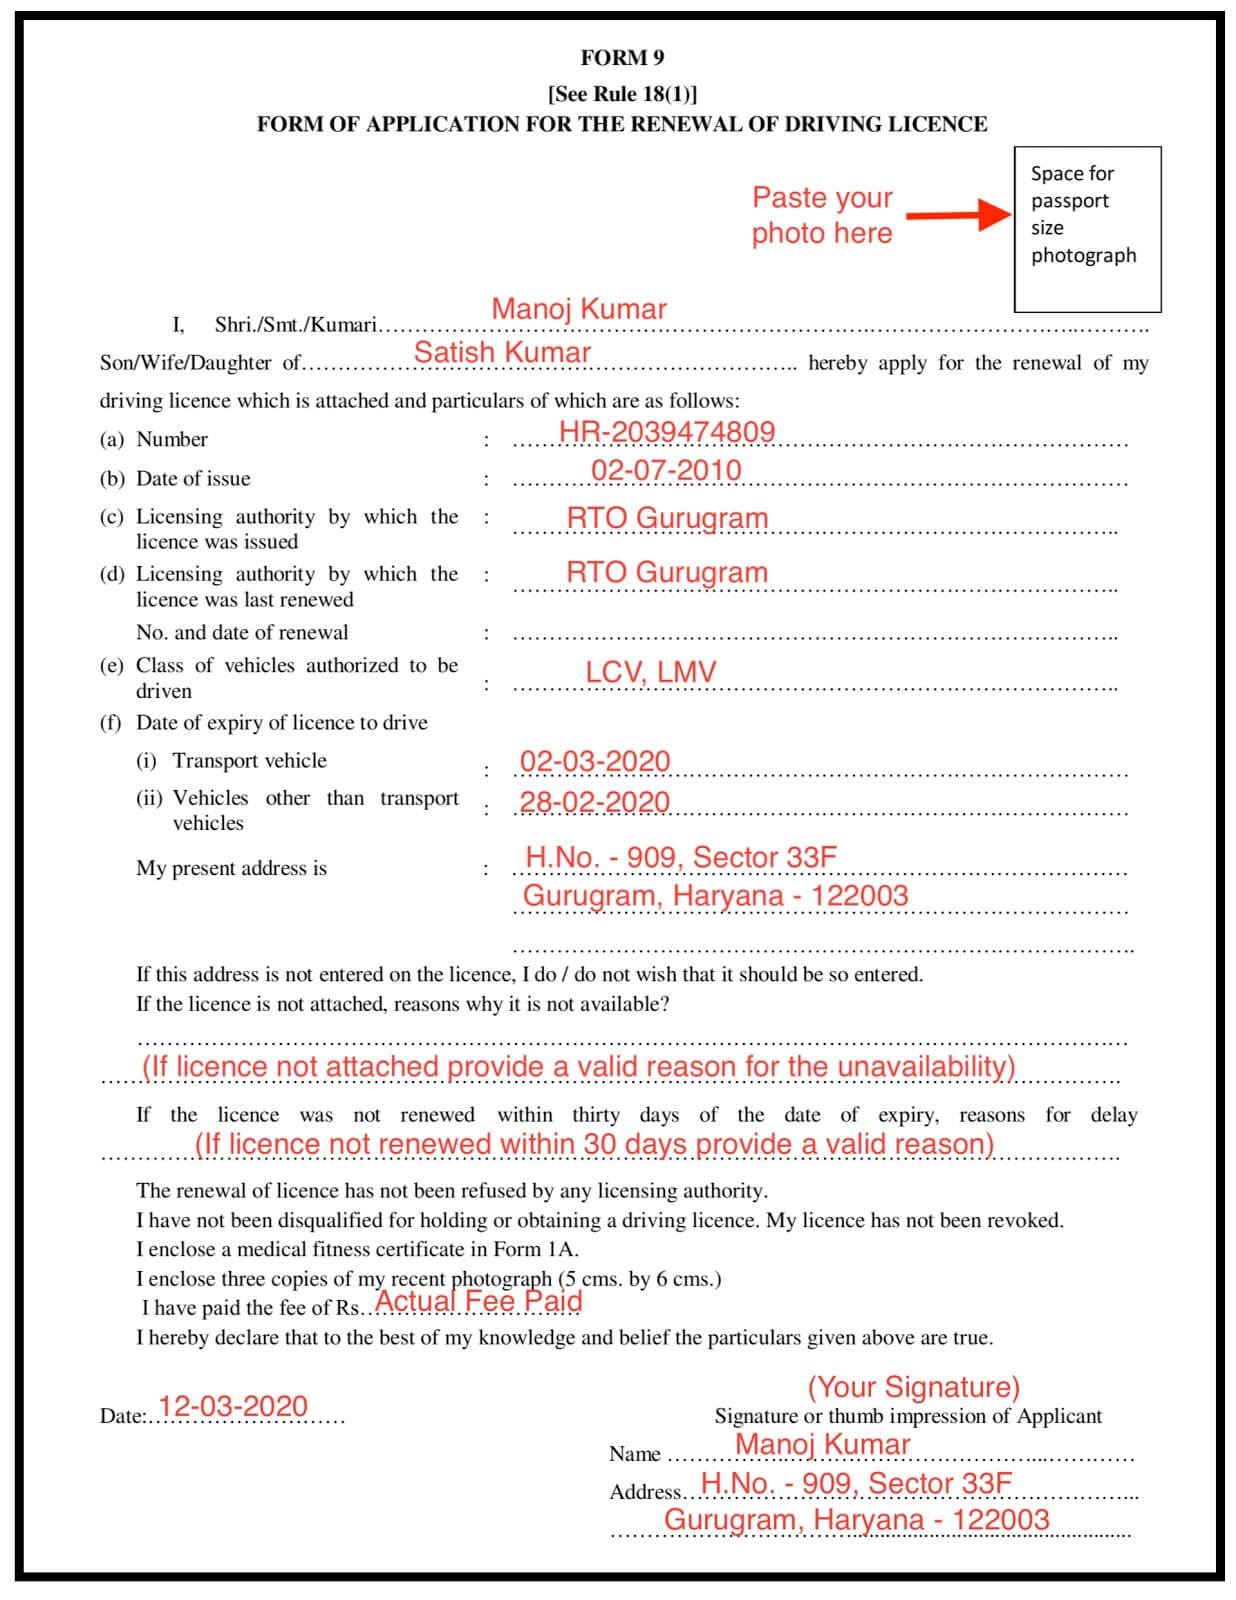 FORM 9
[See Rule 18(1)]
FORM OF APPLICATION FOR THE RENEWAL OF DRIVING LICENCE
Paste your
photo here
Space for
passport
size
photograph
I, Shri./Smt./Kumari……Manoj Kumar……
Son/Wife/Daughter of……Satish Kumar…….. hereby apply for the renewal of my
driving licence which is attached and particulars of which are as follows:
(a) Number : ……HR-2039474809……
(b) Date of issue : ……02-07-2010……
(c) Licensing authority by which the : ……RTO Gurugram……..
licence was issued
(d) Licensing authority by which the : ……RTO Gurugram……..
licence was last renewed
No. and date of renewal : ……………..
(e) Class of vehicles authorized to be
driven : ……LCV, LMV……..
(f) Date of expiry of licence to drive
(i) Transport vehicle : 02-03-2020……
(ii) Vehicles other than transport : 28-02-2020……
vehicles
My present address is : H.No. - 909, Sector 33F……
Gurugram, Haryana - 122003……
……………….
If this address is not entered on the licence, I do / do not wish that it should be so entered.
If the licence is not attached, reasons why it is not available?
………………
……(If licence not attached provide a valid reason for the unavailability)…….
If the licence was not renewed within thirty days of the date of expiry, reasons for delay
……(If licence not renewed within 30 days provide a valid reason)…….
The renewal of licence has not been refused by any licensing authority.
I have not been disqualified for holding or obtaining a driving licence. My licence has not been revoked.
I enclose a medical fitness certificate in Form 1A.
I enclose three copies of my recent photograph (5 cms. by 6 cms.)
I have paid the fee of Rs…Actual Fee Paid
I hereby declare that to the best of my knowledge and belief the particulars given above are true.
(Your Signature)
Date:.12-03-2020……
Signature or thumb impression of Applicant
Name ……Manoj Kumar……
Address…H.No. - 909, Sector 33F……...
……Gurugram, Haryana - 122003……